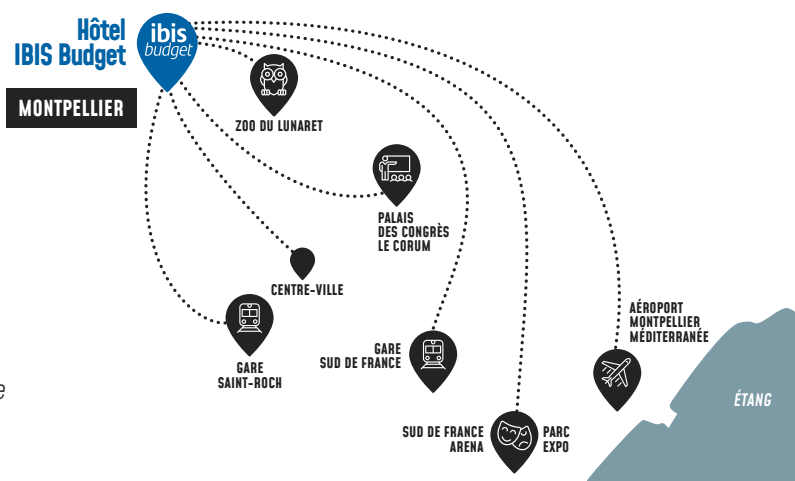 Hôtel
IBIS Budget
ibis
budget
MONTPELLIER
ZOO DU LUNARET
PALAIS
DES CONGRÈS
LE CORUM
CENTRE-VILLE
GARE
SAINT-ROCH
GARE
SUD DE FRANCE
AÉROPORT
MONTPELLIER
MÉDITERRANÉE
ÉTANG
SUD DE FRANCE
ARENA
PARC
EXPO
e